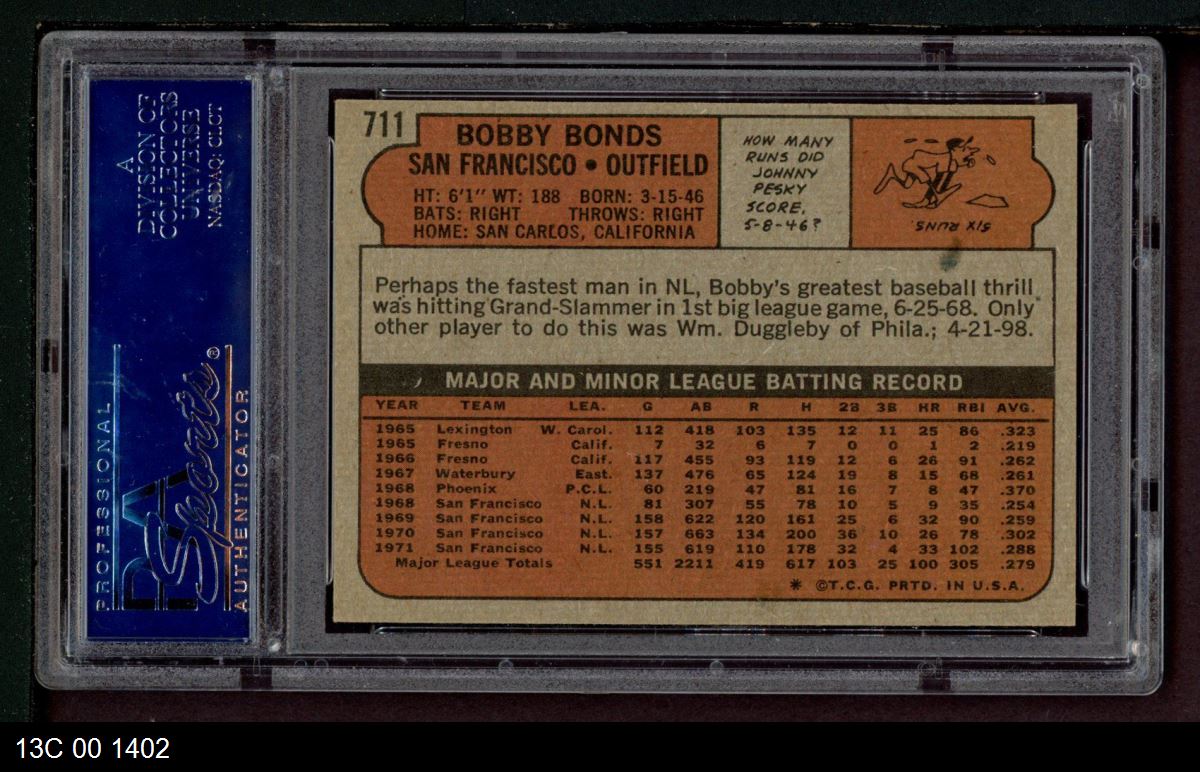 A
DIVISION OF
COLLECTORS
UNIVERSE
NASDAQ: CLCT
PROFESSIONAL
PSA
Sports®
AUTHENTICATOR
711
BOBBY BONDS
SAN FRANCISCO • OUTFIELD
HT: 6'1" WT: 188 BORN: 3-15-46
BATS: RIGHT THROWS: RIGHT
HOME: SAN CARLOS, CALIFORNIA
HOW MANY
RUNS DID
JOHNNY
PESKY
SCORE,
5-8-46?
SIX RUNS
Perhaps the fastest man in NL, Bobby's greatest baseball thrill
was hitting Grand-Slammer in 1st big league game, 6-25-68. Only
other player to do this was Wm. Duggleby of Phila.; 4-21-98.
MAJOR AND MINOR LEAGUE BATTING RECORD
YEAR TEAM LEA. G AB R H 2B 3B HR RBI AVG.
1965 Lexington W. Carol. 112 418 103 135 12 11 25 86 .323
1965 Fresno Calif. 7 32 6 7 0 0 1 2 .219
1966 Fresno Calif. 117 455 93 119 12 6 26 91 .262
1967 Waterbury East. 137 476 65 124 19 8 15 68 .261
1968 Phoenix P.C.L. 60 219 47 81 16 7 8 47 .370
1968 San Francisco N.L. 81 307 55 78 10 5 9 35 .254
1969 San Francisco N.L. 158 622 120 161 25 6 32 90 .259
1970 San Francisco N.L. 157 663 134 200 36 10 26 78 .302
1971 San Francisco N.L. 155 619 110 178 32 4 33 102 .288
Major League Totals 551 2211 419 617 103 25 100 305 .279
* ©T.C.G. PRTD. IN U.S.A.
13C 00 1402